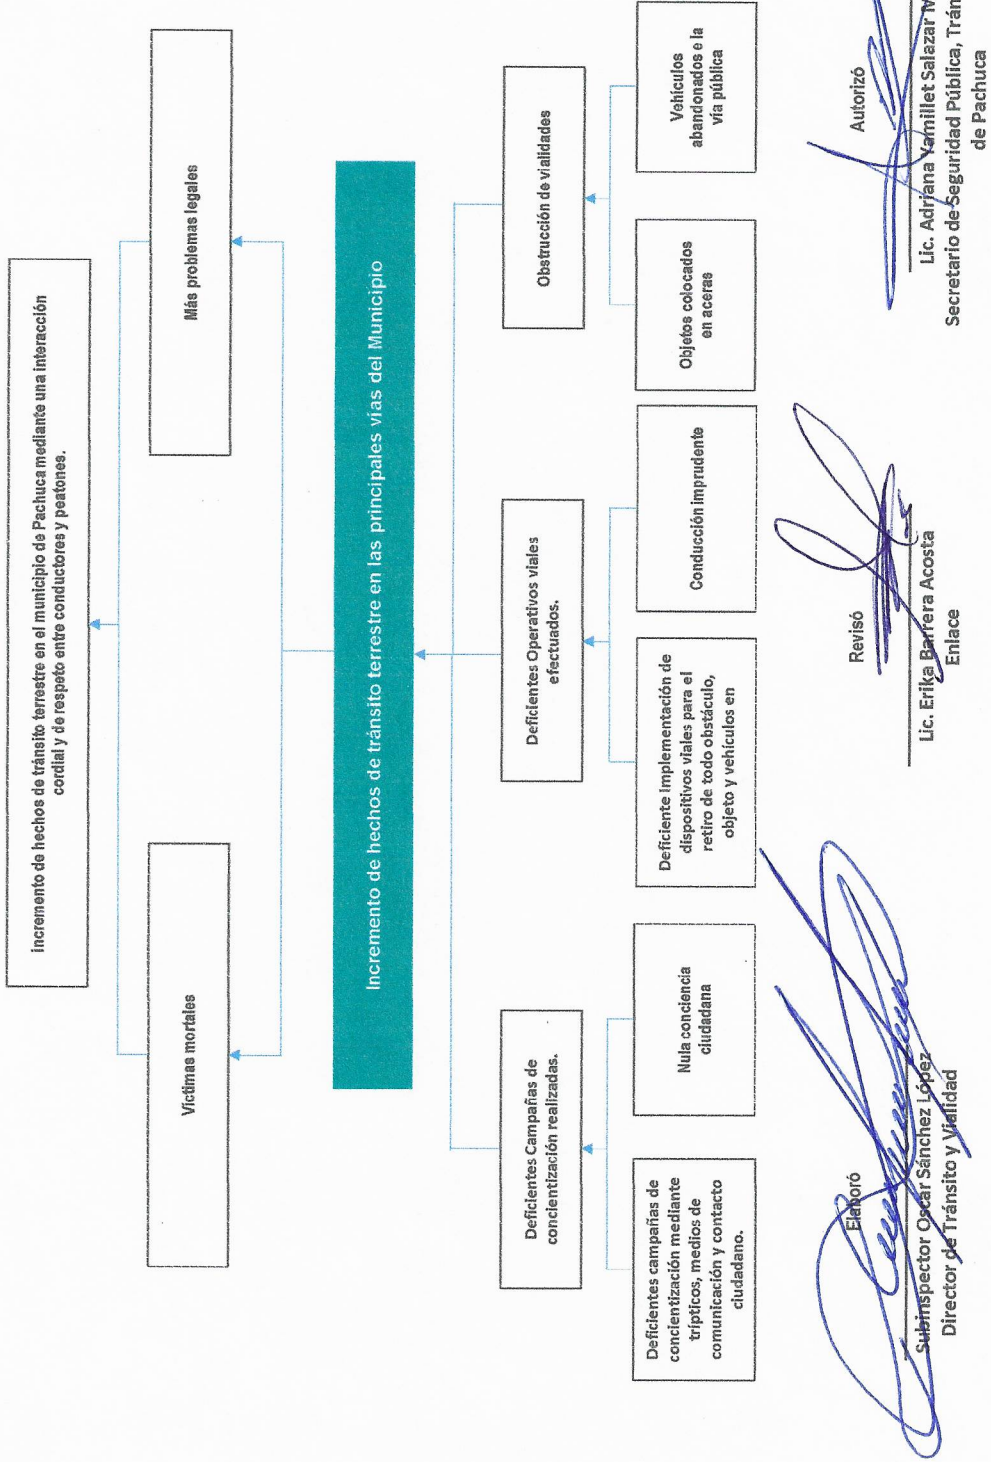 incremento de hechos de tránsito terrestre en el municipio de Pachuca mediante una interacción
cordial y de respeto entre conductores y peatones.
Victimas mortales
Más problemas legales
Incremento de hechos de tránsito terrestre en las principales vías del Municipio
Deficientes Campañas de
concientización realizadas.
Deficientes Operativos viales
efectuados.
Obstrucción de vialidades
Deficientes campañas de
concientización mediante
trípticos, medios de
comunicación y contacto
ciudadano.
Nula conciencia
ciudadana
Deficiente Implementación de
dispositivos viales para el
retiro de todo obstáculo,
objeto y vehículos en
Conducción imprudente
Objetos colocados
en aceras
Vehiculos
abandonados e la
vía pública
Elaboró
Subinspector Oscar Sánchez López
Director de Tránsito y Vialidad
Revisó
Lic. Erika Barrera Acosta
Enlace
Autorizó
Lic. Adriana Yamillet Salazar
Secretario de Seguridad Pública,
de Pachuca